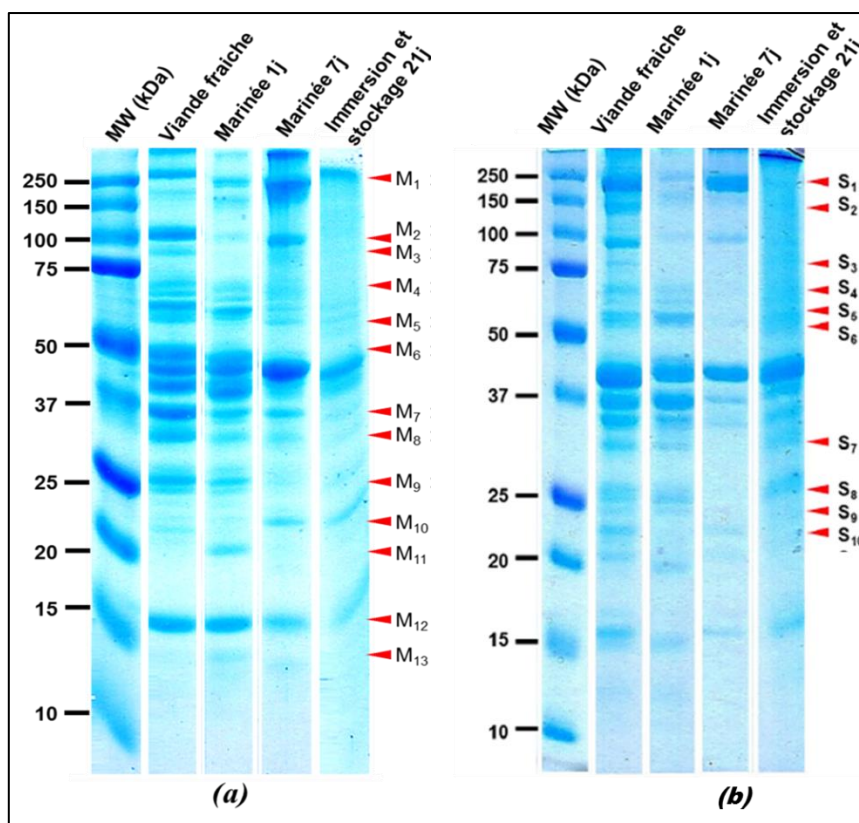 MW (kDa)
Viande fraiche
Marinée 1j
Marinée 7j
Immersion et
stockage 21j
250
150
100
75
50
37
25
20
15
10
M1
M2
M3
M4
M5
M6
M7
M8
M9
M10
M11
M12
M13
(a)
MW (kDa)
Viande fraiche
Marinée 1j
Marinée 7j
Immersion et
stockage 21j
250
150
100
75
50
37
25
20
15
10
S1
S2
S3
S4
S5
S6
S7
S8
S9
S10
(b)